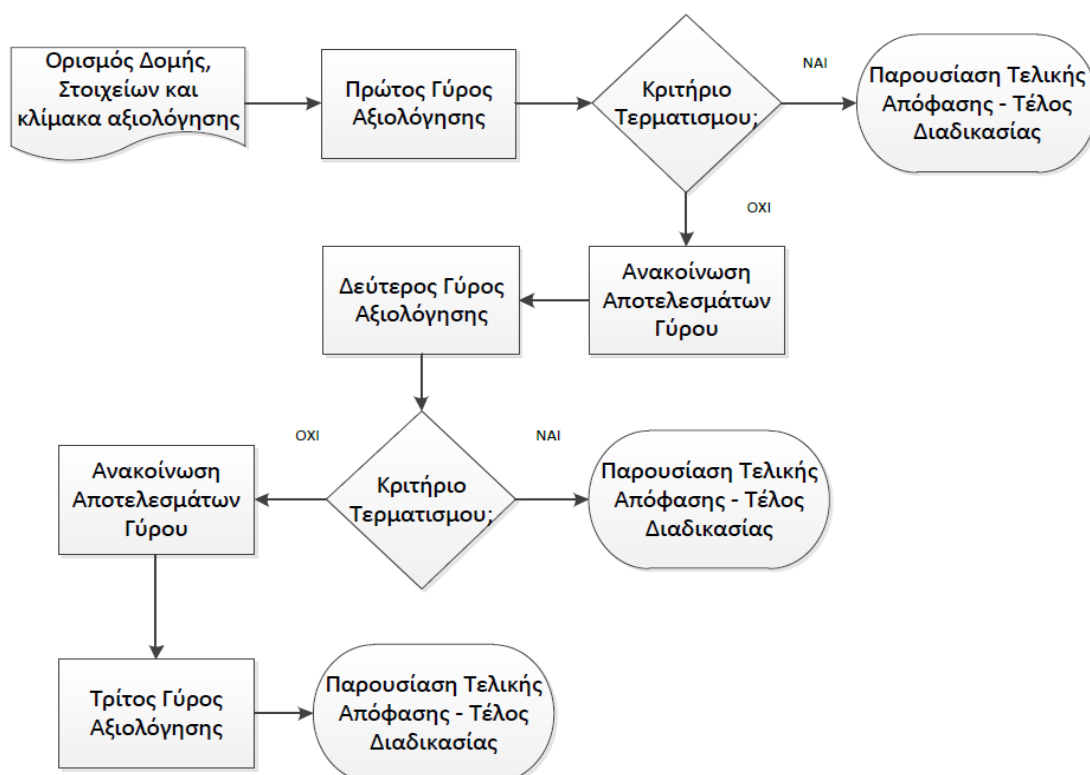 Ορισμός Δομής,
Στοιχείων και
κλίμακα αξιολόγησης
Πρώτος Γύρος
Αξιολόγησης
Κριτήριο
Τερματισμου;
ΝΑΙ
Παρουσίαση Τελικής
Απόφασης - Τέλος
Διαδικασίας
ΟΧΙ
Ανακοίνωση
Αποτελεσμάτων
Γύρου
Δεύτερος Γύρος
Αξιολόγησης
Κριτήριο
Τερματισμου;
ΝΑΙ
Παρουσίαση Τελικής
Απόφασης - Τέλος
Διαδικασίας
ΟΧΙ
Ανακοίνωση
Αποτελεσμάτων
Γύρου
Τρίτος Γύρος
Αξιολόγησης
Παρουσίαση Τελικής
Απόφασης - Τέλος
Διαδικασίας